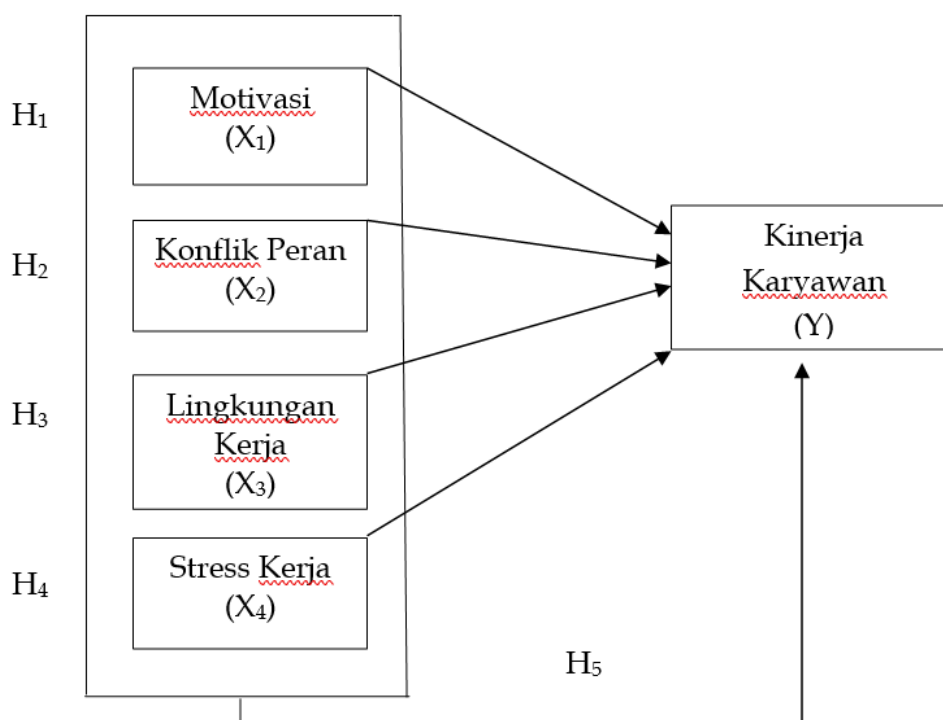 H₁
Motivasi
(X₁)
H₂
Konflik Peran
(X₂)
H₃
Lingkungan
Kerja
(X₃)
H₄
Stress Kerja
(X₄)
Kinerja
Karyawan
(Y)
H₅